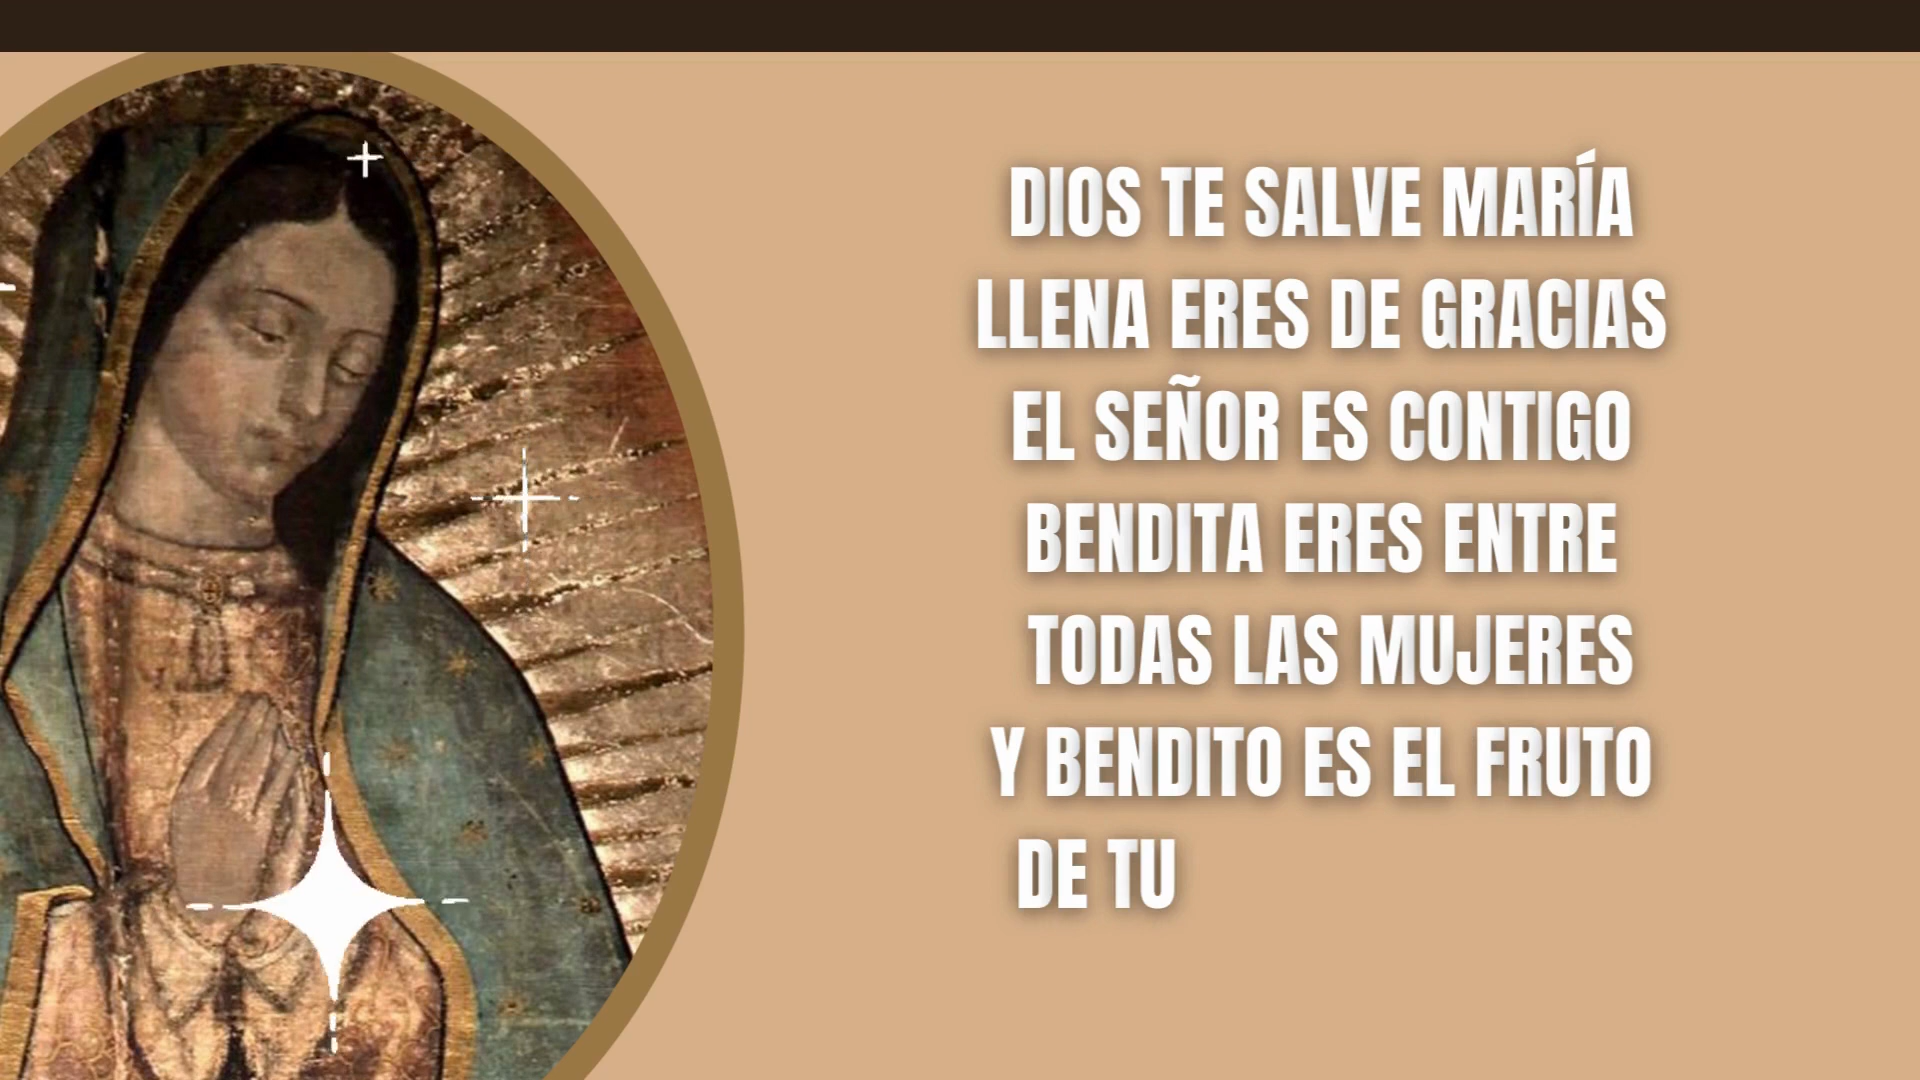 DIOS TE SALVE MARÍA
LLENA ERES DE GRACIAS
EL SEÑOR ES CONTIGO
BENDITA ERES ENTRE
TODAS LAS MUJERES
Y BENDITO ES EL FRUTO
DE TU